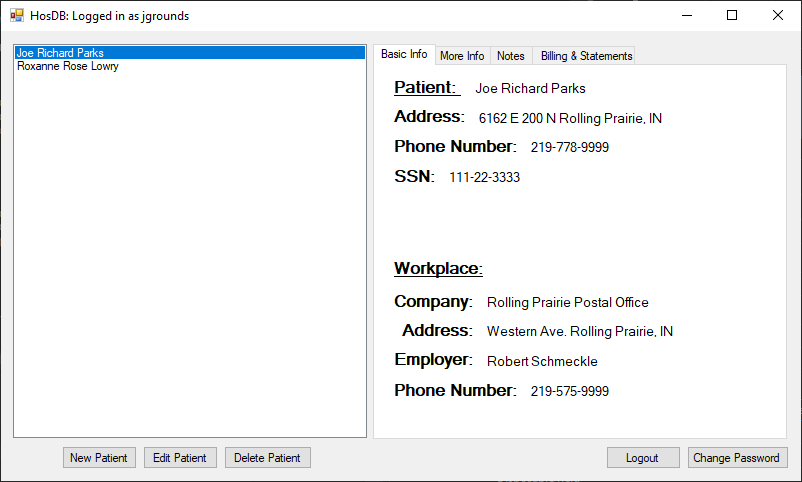 HosDB: Logged in as jgrounds
Joe Richard Parks
Roxanne Rose Lowry
Basic Info More Info Notes Billing & Statements
Patient: Joe Richard Parks
Address: 6162 E 200 N Rolling Prairie, IN
Phone Number: 219-778-9999
SSN: 111-22-3333
Workplace:
Company: Rolling Prairie Postal Office
Address: Western Ave. Rolling Prairie, IN
Employer: Robert Schmeckle
Phone Number: 219-575-9999
New Patient Edit Patient Delete Patient Logout Change Password